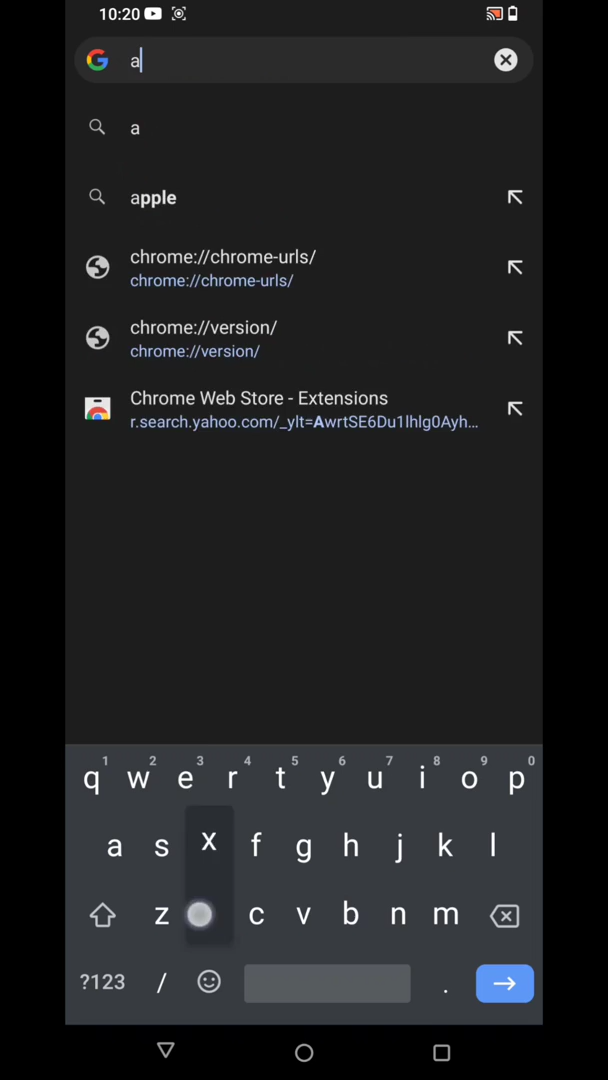 10:20
a
a
apple
chrome://chrome-urls/
chrome://chrome-urls/
chrome://version/
chrome://version/
Chrome Web Store - Extensions
r.search.yahoo.com/_ylt=AwrtSE6Du1lhlg0Ayh...
1 2 3 4 5 6 7 8 9 0
q w e r t y u i o p
a s x f g h j k l
z c v b n m
?123 / .